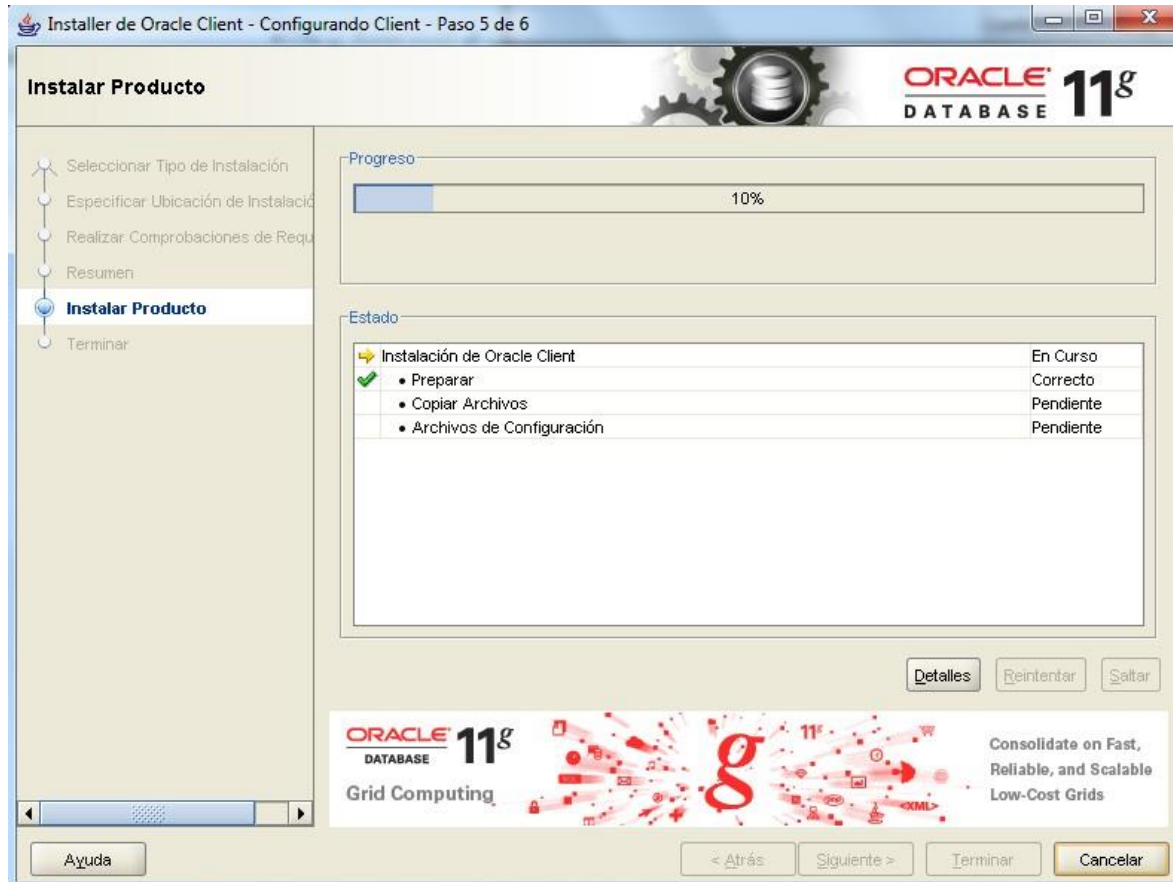 Installer de Oracle Client - Configurando Client - Paso 5 de 6
Instalar Producto
ORACLE DATABASE 11g
Seleccionar Tipo de Instalación
Especificar Ubicación de Instalació
Realizar Comprobaciones de Requ
Resumen
Instalar Producto
Terminar
Progreso
10%
Estado
Instalación de Oracle Client En Curso
• Preparar Correcto
• Copiar Archivos Pendiente
• Archivos de Configuración Pendiente
Detalles Reintentar Saltar
ORACLE DATABASE 11g
Grid Computing
g
11g
<XML>
Consolidate on Fast,
Reliable, and Scalable
Low-Cost Grids
Ayuda < Atrás Siguiente > Terminar Cancelar